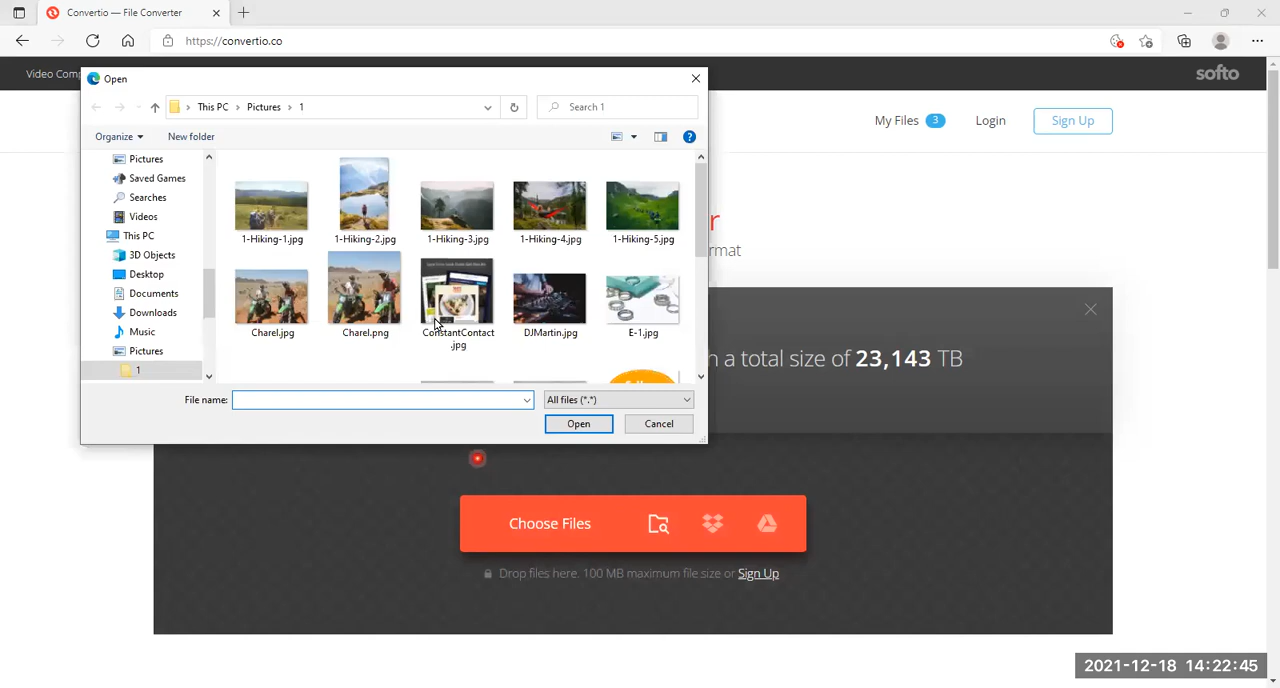 Convertio — File Converter
https://convertio.co
Video Comp
softo
Open
This PC > Pictures > 1
Search 1
Organize
New folder
My Files 3
Login
Sign Up
Pictures
Saved Games
Searches
Videos
This PC
3D Objects
Desktop
Documents
Downloads
Music
Pictures
1
1-Hiking-1.jpg
1-Hiking-2.jpg
1-Hiking-3.jpg
1-Hiking-4.jpg
1-Hiking-5.jpg
Charel.jpg
Charel.png
ConstantContact
.jpg
DJMartin.jpg
E-1.jpg
r
rmat
h a total size of 23,143 TB
File name:
All files (*.*)
Open
Cancel
Choose Files
Drop files here. 100 MB maximum file size or Sign Up
2021-12-18 14:22:45